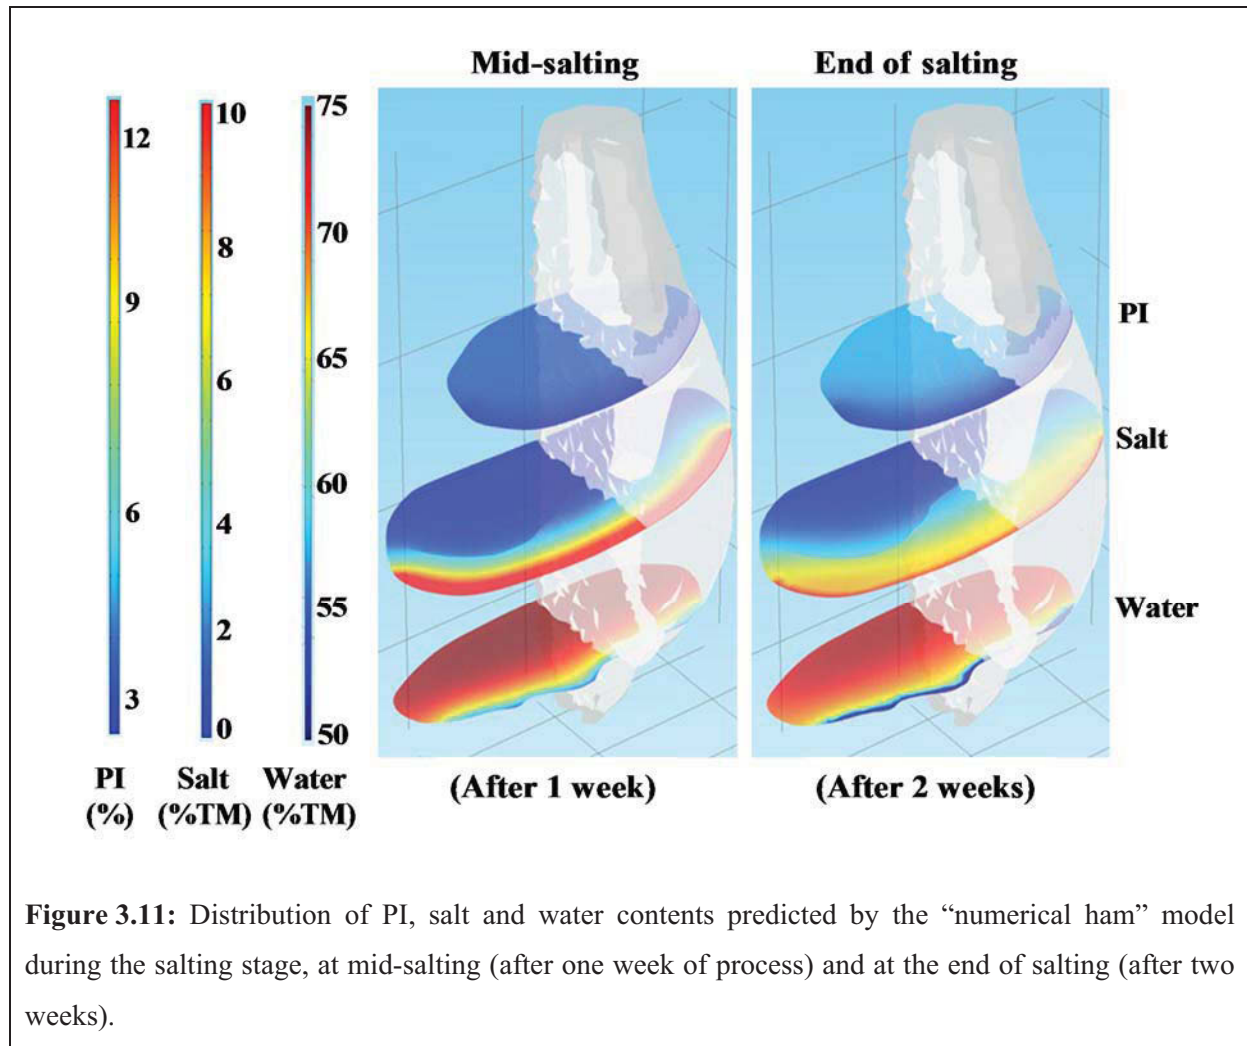 Mid-salting
End of salting
12
9
6
3
PI
(%)
10
8
6
4
2
0
Salt
(%TM)
75
70
65
60
55
50
Water
(%TM)
PI
Salt
Water
(After 1 week)
(After 2 weeks)
Figure 3.11: Distribution of PI, salt and water contents predicted by the “numerical ham” model
during the salting stage, at mid-salting (after one week of process) and at the end of salting (after two
weeks).